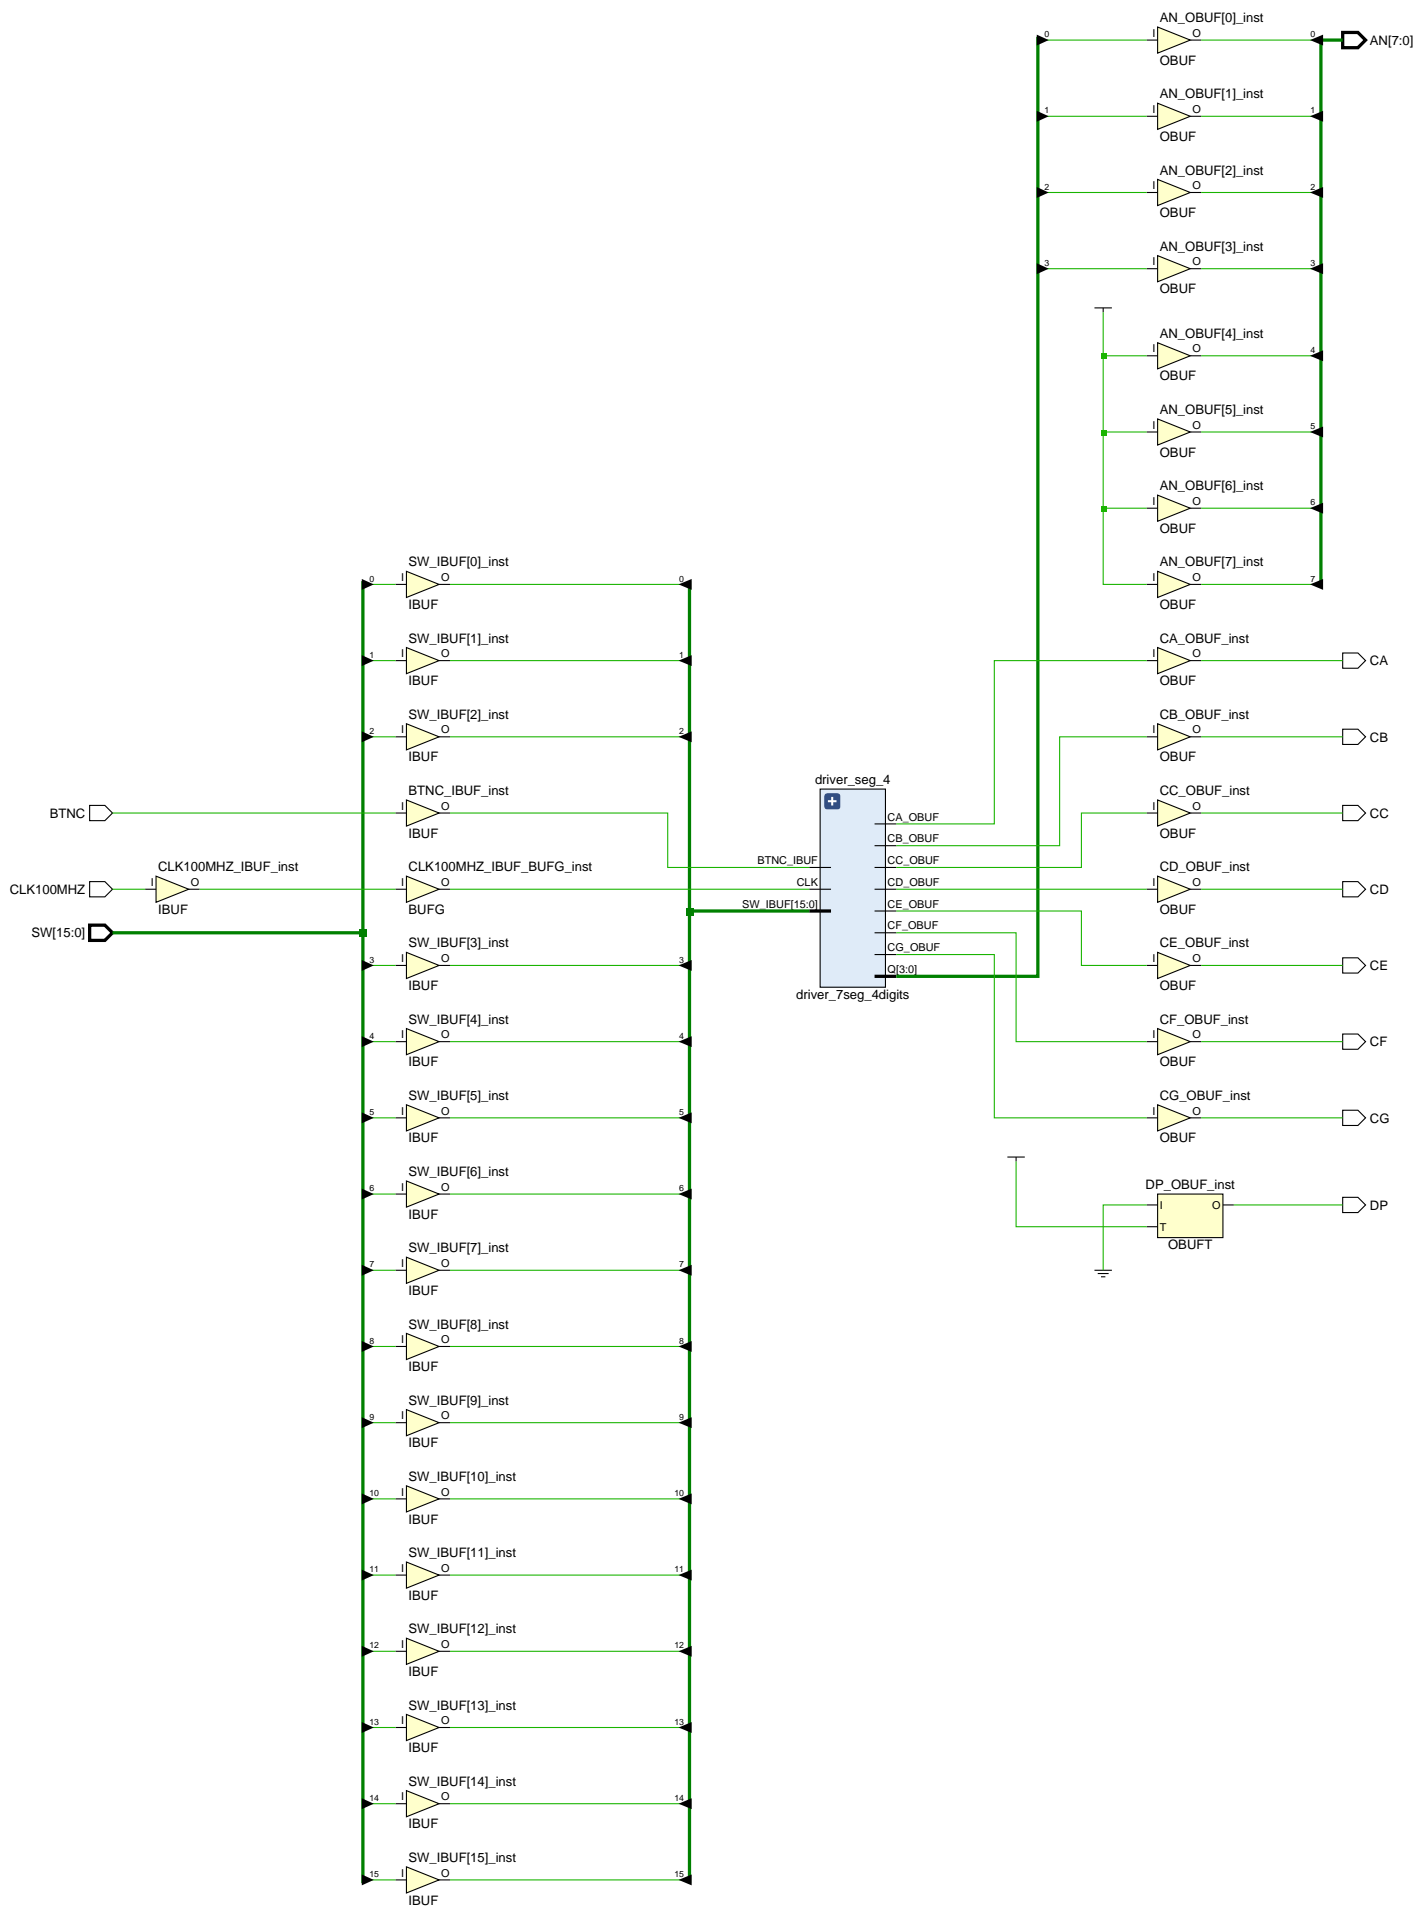 AN_OBUF[0]_inst
0 I O 0 AN[7:0]
OBUF
AN_OBUF[1]_inst
1 I O 1
OBUF
AN_OBUF[2]_inst
2 I O 2
OBUF
AN_OBUF[3]_inst
3 I O 3
OBUF
AN_OBUF[4]_inst
I O 4
OBUF
AN_OBUF[5]_inst
I O 5
OBUF
AN_OBUF[6]_inst
I O 6
OBUF
AN_OBUF[7]_inst
I O 7
OBUF
CA_OBUF_inst
I O CA
OBUF
CB_OBUF_inst
I O CB
OBUF
CC_OBUF_inst
I O CC
OBUF
CD_OBUF_inst
I O CD
OBUF
CE_OBUF_inst
I O CE
OBUF
CF_OBUF_inst
I O CF
OBUF
CG_OBUF_inst
I O CG
OBUF
DP_OBUF_inst
I O DP
T
OBUFT
SW_IBUF[0]_inst
0 I O 0
IBUF
SW_IBUF[1]_inst
1 I O 1
IBUF
SW_IBUF[2]_inst
2 I O 2
IBUF
BTNC_IBUF_inst
BTNC I O
IBUF
CLK100MHZ_IBUF_inst CLK100MHZ_IBUF_BUFG_inst
CLK100MHZ I O I O
IBUF BUFG
SW[15:0]
SW_IBUF[3]_inst
3 I O 3
IBUF
SW_IBUF[4]_inst
4 I O 4
IBUF
SW_IBUF[5]_inst
5 I O 5
IBUF
SW_IBUF[6]_inst
6 I O 6
IBUF
SW_IBUF[7]_inst
7 I O 7
IBUF
SW_IBUF[8]_inst
8 I O 8
IBUF
SW_IBUF[9]_inst
9 I O 9
IBUF
SW_IBUF[10]_inst
10 I O 10
IBUF
SW_IBUF[11]_inst
11 I O 11
IBUF
SW_IBUF[12]_inst
12 I O 12
IBUF
SW_IBUF[13]_inst
13 I O 13
IBUF
SW_IBUF[14]_inst
14 I O 14
IBUF
SW_IBUF[15]_inst
15 I O 15
IBUF
driver_seg_4
CA_OBUF
CB_OBUF
BTNC_IBUF CC_OBUF
CLK CD_OBUF
SW_IBUF[15:0] CE_OBUF
CF_OBUF
CG_OBUF
Q[3:0]
driver_7seg_4digits